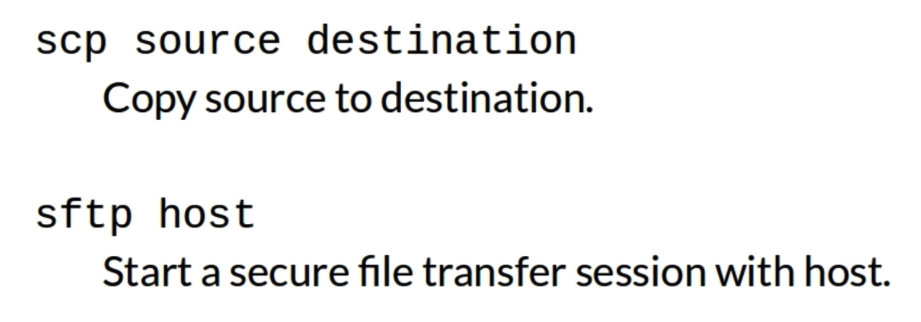 scp source destination
Copy source to destination.
sftp host
Start a secure file transfer session with host.